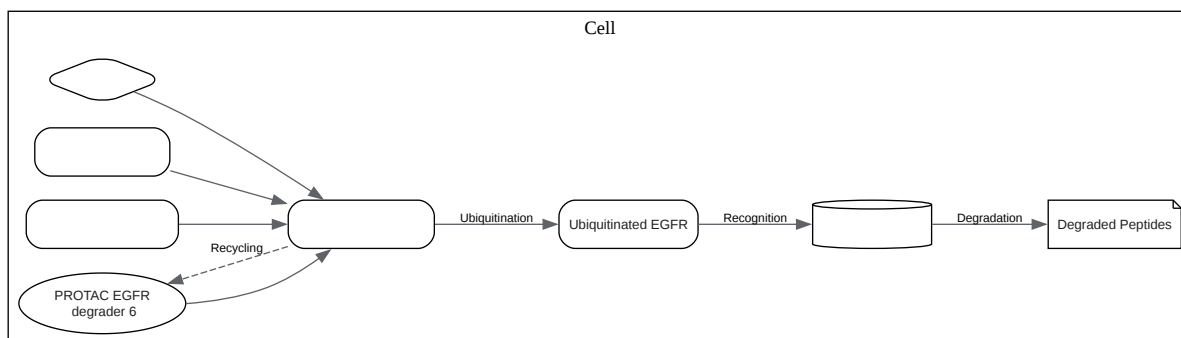 Cell
Ubiquitination
Ubiquitinated EGFR
Recognition
Degradation
Degraded Peptides
Recycling
PROTAC EGFR
degrader 6